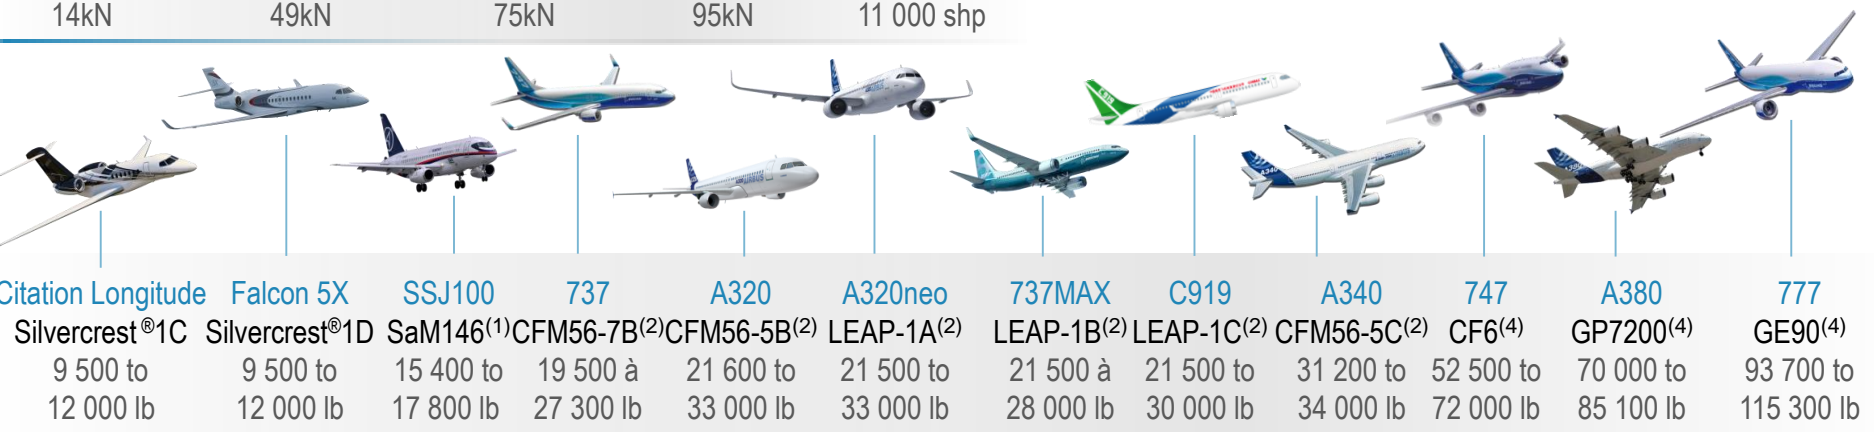 14kN 49kN 75kN 95kN 11 000 shp
C919
A340
Citation Longitude Falcon 5X SSJ100 737 A320 A320neo 737MAX C919 A340 747 A380 777
Silvercrest ®1C Silvercrest®1D SaM146(1) CFM56-7B(2) CFM56-5B(2) LEAP-1A(2) LEAP-1B(2) LEAP-1C(2) CFM56-5C(2) CF6(4) GP7200(4) GE90(4)
9 500 to 9 500 to 15 400 to 19 500 à 21 600 to 21 500 to 21 500 à 21 500 to 31 200 to 52 500 to 70 000 to 93 700 to
12 000 lb 12 000 lb 17 800 lb 27 300 lb 33 000 lb 33 000 lb 28 000 lb 30 000 lb 34 000 lb 72 000 lb 85 100 lb 115 300 lb